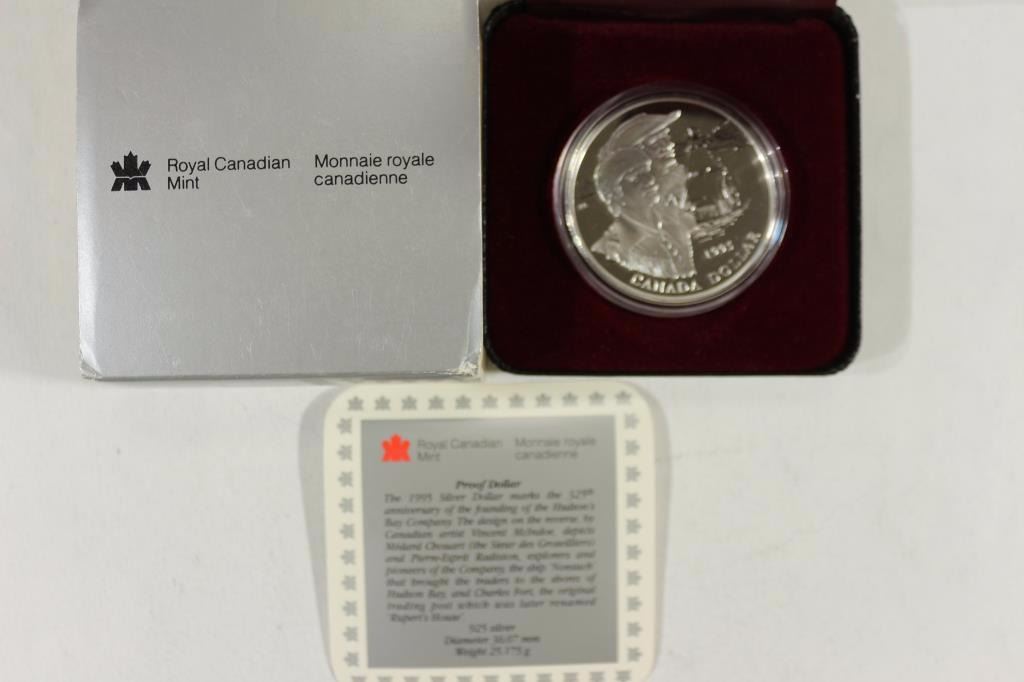 Royal Canadian Mint
Monnaie royale canadienne
1995
CANADA DOLLAR
Royal Canadian Mint
Monnaie royale canadienne
Proof Dollar
The 1995 Silver Dollar marks the 325th
anniversary of the founding of the Hudson's
Bay Company. The design on the reverse, by
Canadian artist Vincent McIndoe, depicts
Médard Chouart (the Sieur des Groseilliers)
and Pierre-Esprit Radisson, explorers and
pioneers of the Company, the ship 'Nonsuch'
that brought the traders to the shores of
Hudson Bay, and Charles Fort, the original
trading post which was later renamed
'Rupert's House'.
.925 silver
Diameter 36.07 mm
Weight 25.175 g